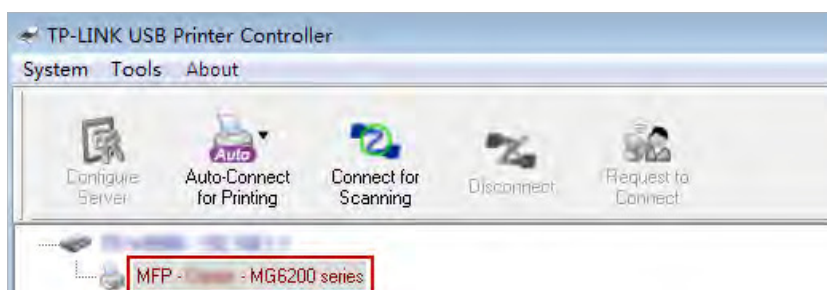 TP-LINK USB Printer Controller
System Tools About
Configure Server
Auto
Auto-Connect for Printing
Connect for Scanning
Disconnect
Request to Connect
MFP - - MG6200 series